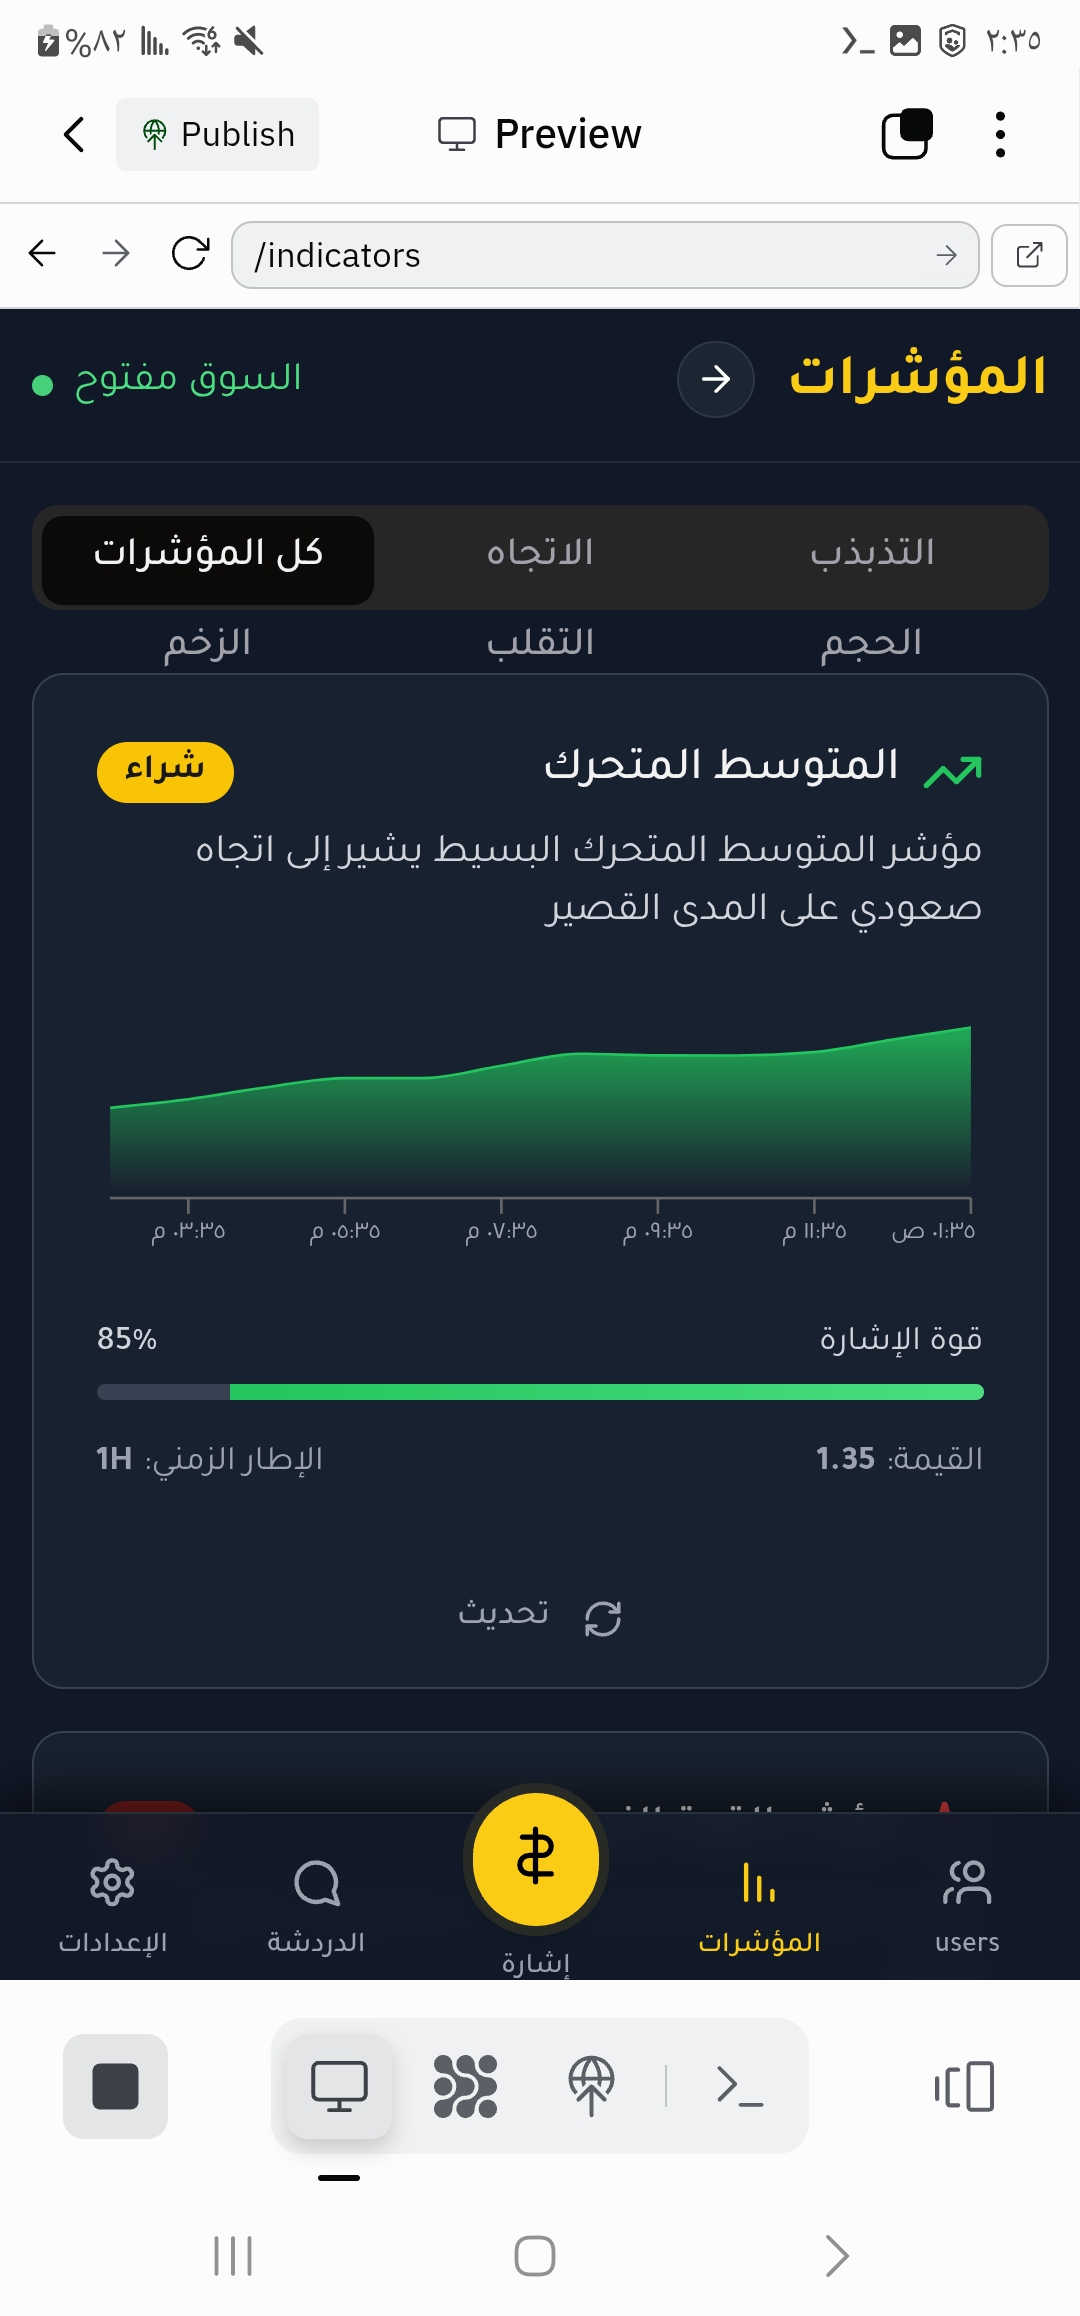 ٢:٣٥
%٨٢
Publish
Preview
/indicators
المؤشرات
السوق مفتوح
التذبذب
الاتجاه
كل المؤشرات
الحجم
التقلب
الزخم
المتوسط المتحرك
شراء
مؤشر المتوسط المتحرك البسيط يشير إلى اتجاه
صعودي على المدى القصير
٠٣:٣٥ م
٠٥:٣٥ م
٠٧:٣٥ م
٠٩:٣٥ م
١١:٣٥ م
٠١:٣٥ ص
قوة الإشارة
85%
القيمة: 1.35
الإطار الزمني: 1H
تحديث
users
المؤشرات
إشارة
الدردشة
الإعدادات